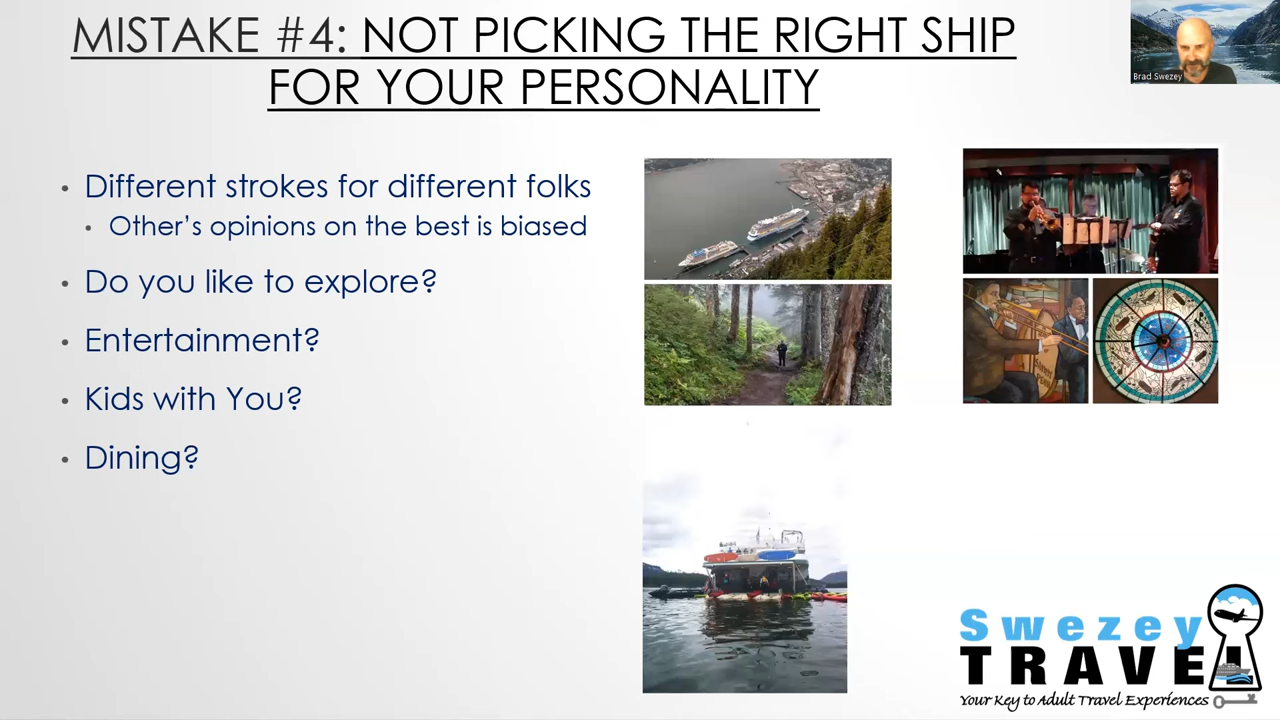 MISTAKE #4: NOT PICKING THE RIGHT SHIP
FOR YOUR PERSONALITY
Brad Swezey
• Different strokes for different folks
• Other's opinions on the best is biased
• Do you like to explore?
• Entertainment?
• Kids with You?
• Dining?
Swezey
TRAVEL
Your Key to Adult Travel Experiences